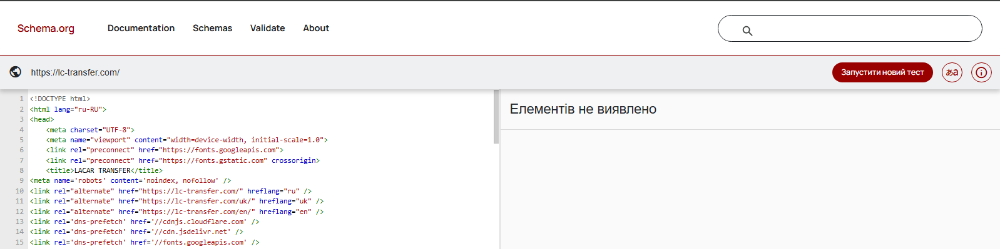 Schema.org Documentation Schemas Validate About
https://lc-transfer.com/ Запустити новий тест あa
1 <!DOCTYPE html>
2 <html lang="ru-RU">
3 <head>
4 <meta charset="UTF-8">
5 <meta name="viewport" content="width=device-width, initial-scale=1.0">
6 <link rel="preconnect" href="https://fonts.googleapis.com">
7 <link rel="preconnect" href="https://fonts.gstatic.com" crossorigin>
8 <title>LACAR TRANSFER</title>
9 <meta name='robots' content='noindex, nofollow' />
10 <link rel="alternate" href="https://lc-transfer.com/" hreflang="ru" />
11 <link rel="alternate" href="https://lc-transfer.com/uk/" hreflang="uk" />
12 <link rel="alternate" href="https://lc-transfer.com/en/" hreflang="en" />
13 <link rel='dns-prefetch' href='//cdnjs.cloudflare.com' />
14 <link rel='dns-prefetch' href='//cdn.jsdelivr.net' />
15 <link rel='dns-prefetch' href='//fonts.googleapis.com' />
Елементів не виявлено